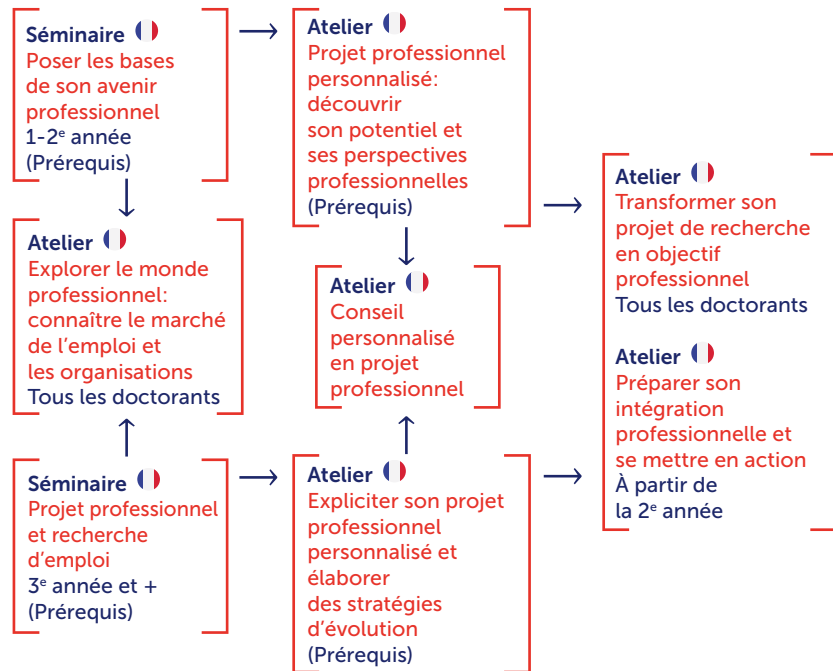 Séminaire
Poser les bases
de son avenir
professionnel
1-2e année
(Prérequis)
Atelier
Projet professionnel
personnalisé:
découvrir
son potentiel et
ses perspectives
professionnelles
(Prérequis)
Atelier
Explorer le monde
professionnel:
connaître le marché
de l'emploi et
les organisations
Tous les doctorants
Atelier
Conseil
personnalisé
en projet
professionnel
Atelier
Transformer son
projet de recherche
en objectif
professionnel
Tous les doctorants
Atelier
Préparer son
intégration
professionnelle et
se mettre en action
À partir de
la 2e année
Séminaire
Projet professionnel
et recherche
d'emploi
3e année et +
(Prérequis)
Atelier
Expliciter son projet
professionnel
personnalisé et
élaborer
des stratégies
d'évolution
(Prérequis)